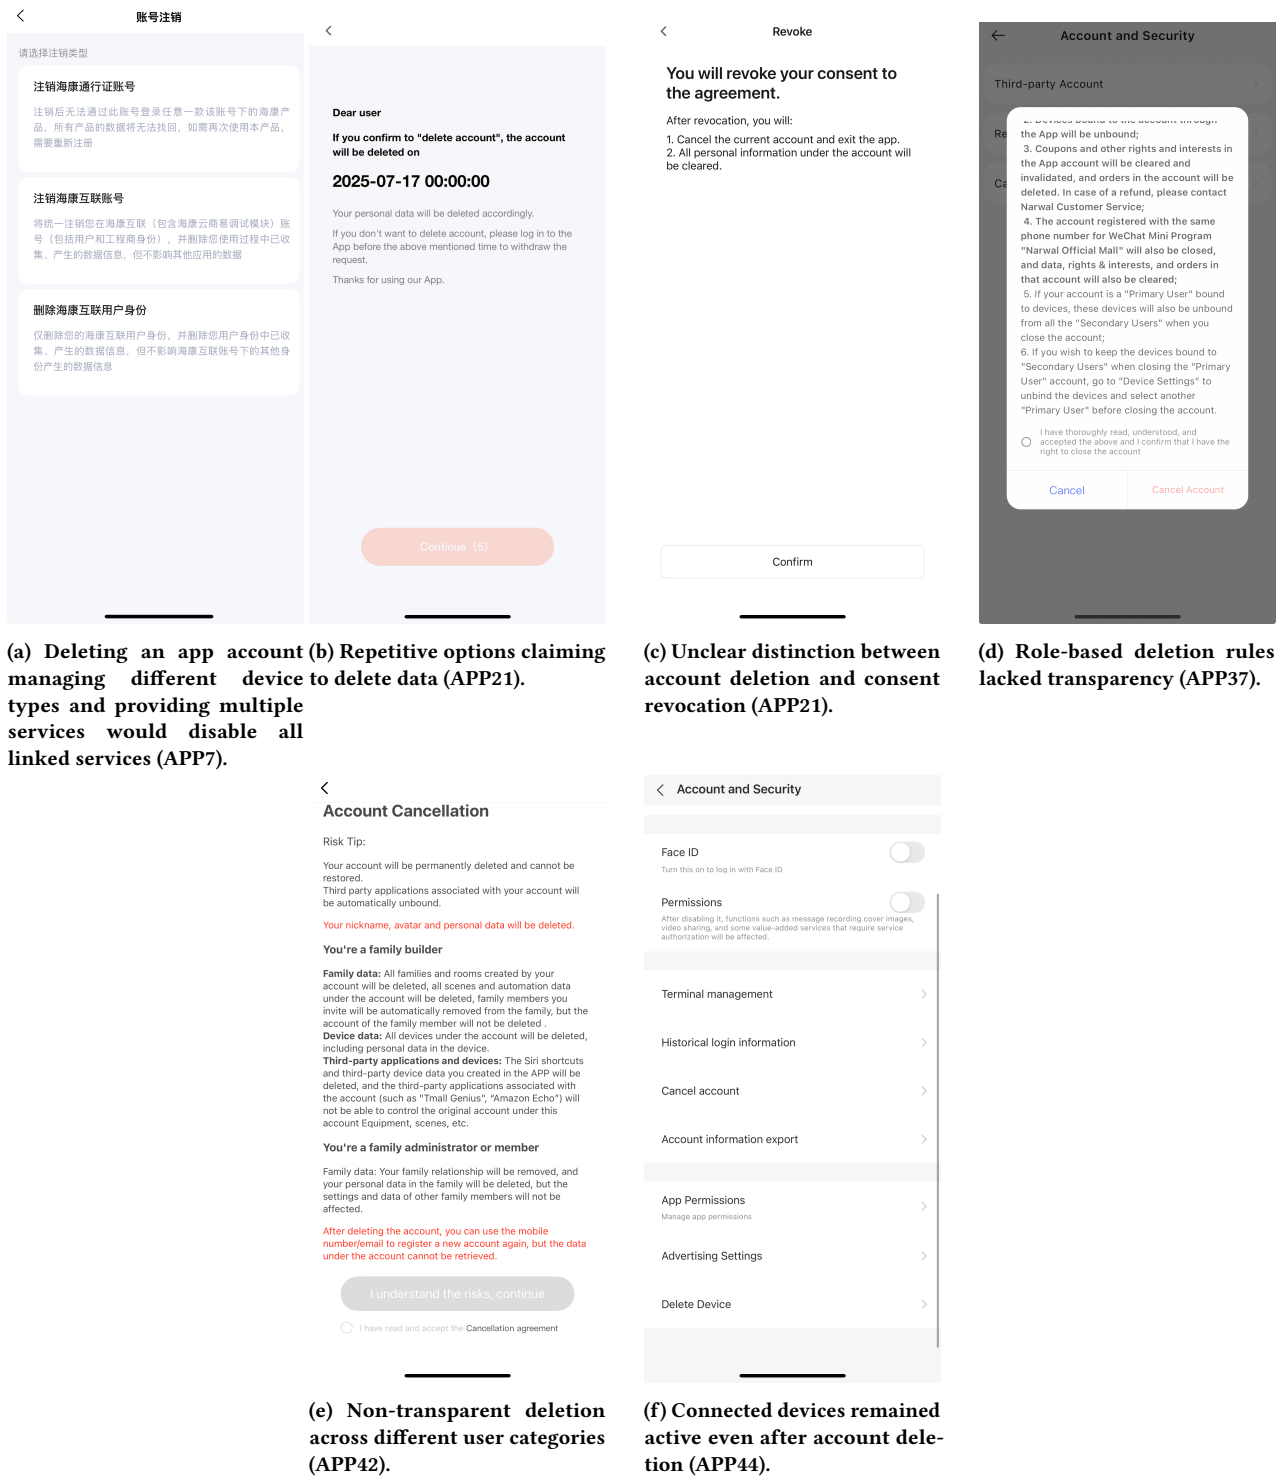 账号注销
请选择注销类型
注销海康通行证账号
注销后无法通过此账号登录任意一款该账号下的海康产
品，所有产品的数据将无法找回，如需再次使用本产品，
需要重新注册
注销海康互联账号
将统一注销您在海康互联（包含海康云商易调试模块）账
号（包括用户和工程商身份），并删除您使用过程中已收
集、产生的数据信息，但不影响其他应用的数据
删除海康互联用户身份
仅删除您的海康互联用户身份，并删除您用户身份中已收
集、产生的数据信息，但不影响海康互联账号下的其他身
份产生的数据信息
(a) Deleting an app account
managing different device
types and providing multiple
services would disable all
linked services (APP7).
Dear user
If you confirm to "delete account", the account
will be deleted on
2025-07-17 00:00:00
Your personal data will be deleted accordingly.
If you don't want to delete account, please log in to the
App before the above mentioned time to withdraw the
request.
Thanks for using our App.
Continue (5)
(b) Repetitive options claiming
to delete data (APP21).
Revoke
You will revoke your consent to
the agreement.
After revocation, you will:
1. Cancel the current account and exit the app.
2. All personal information under the account will
be cleared.
Confirm
(c) Unclear distinction between
account deletion and consent
revocation (APP21).
Account and Security
Third-party Account
Re
Ca
2. Devices bound to the account through
the App will be unbound;
3. Coupons and other rights and interests in
the App account will be cleared and
invalidated, and orders in the account will be
deleted. In case of a refund, please contact
Narwal Customer Service;
4. The account registered with the same
phone number for WeChat Mini Program
"Narwal Official Mall" will also be closed,
and data, rights & interests, and orders in
that account will also be cleared;
5. If your account is a "Primary User" bound
to devices, these devices will also be unbound
from all the "Secondary Users" when you
close the account;
6. If you wish to keep the devices bound to
"Secondary Users" when closing the "Primary
User" account, go to "Device Settings" to
unbind the devices and select another
"Primary User" before closing the account.
I have thoroughly read, understood, and
accepted the above and I confirm that I have the
right to close the account
Cancel
Cancel Account
(d) Role-based deletion rules
lacked transparency (APP37).
Account Cancellation
Risk Tip:
Your account will be permanently deleted and cannot be
restored.
Third party applications associated with your account will
be automatically unbound.
Your nickname, avatar and personal data will be deleted.
You're a family builder
Family data: All families and rooms created by your
account will be deleted, all scenes and automation data
under the account will be deleted, family members you
invite will be automatically removed from the family, but the
account of the family member will not be deleted .
Device data: All devices under the account will be deleted,
including personal data in the device.
Third-party applications and devices: The Siri shortcuts
and third-party device data you created in the APP will be
deleted, and the third-party applications associated with
the account (such as "Tmall Genius", "Amazon Echo") will
not be able to control the original account under this
account Equipment, scenes, etc.
You're a family administrator or member
Family data: Your family relationship will be removed, and
your personal data in the family will be deleted, but the
settings and data of other family members will not be
affected.
After deleting the account, you can use the mobile
number/email to register a new account again, but the data
under the account cannot be retrieved.
I understand the risks, continue
I have read and accept the Cancellation agreement
(e) Non-transparent deletion
across different user categories
(APP42).
Account and Security
Face ID
Turn this on to log in with Face ID
Permissions
After disabling it, functions such as message recording cover images,
video sharing, and some value-added services that require service
authorization will be affected.
Terminal management
Historical login information
Cancel account
Account information export
App Permissions
Manage app permissions
Advertising Settings
Delete Device
(f) Connected devices remained
active even after account dele-
tion (APP44).